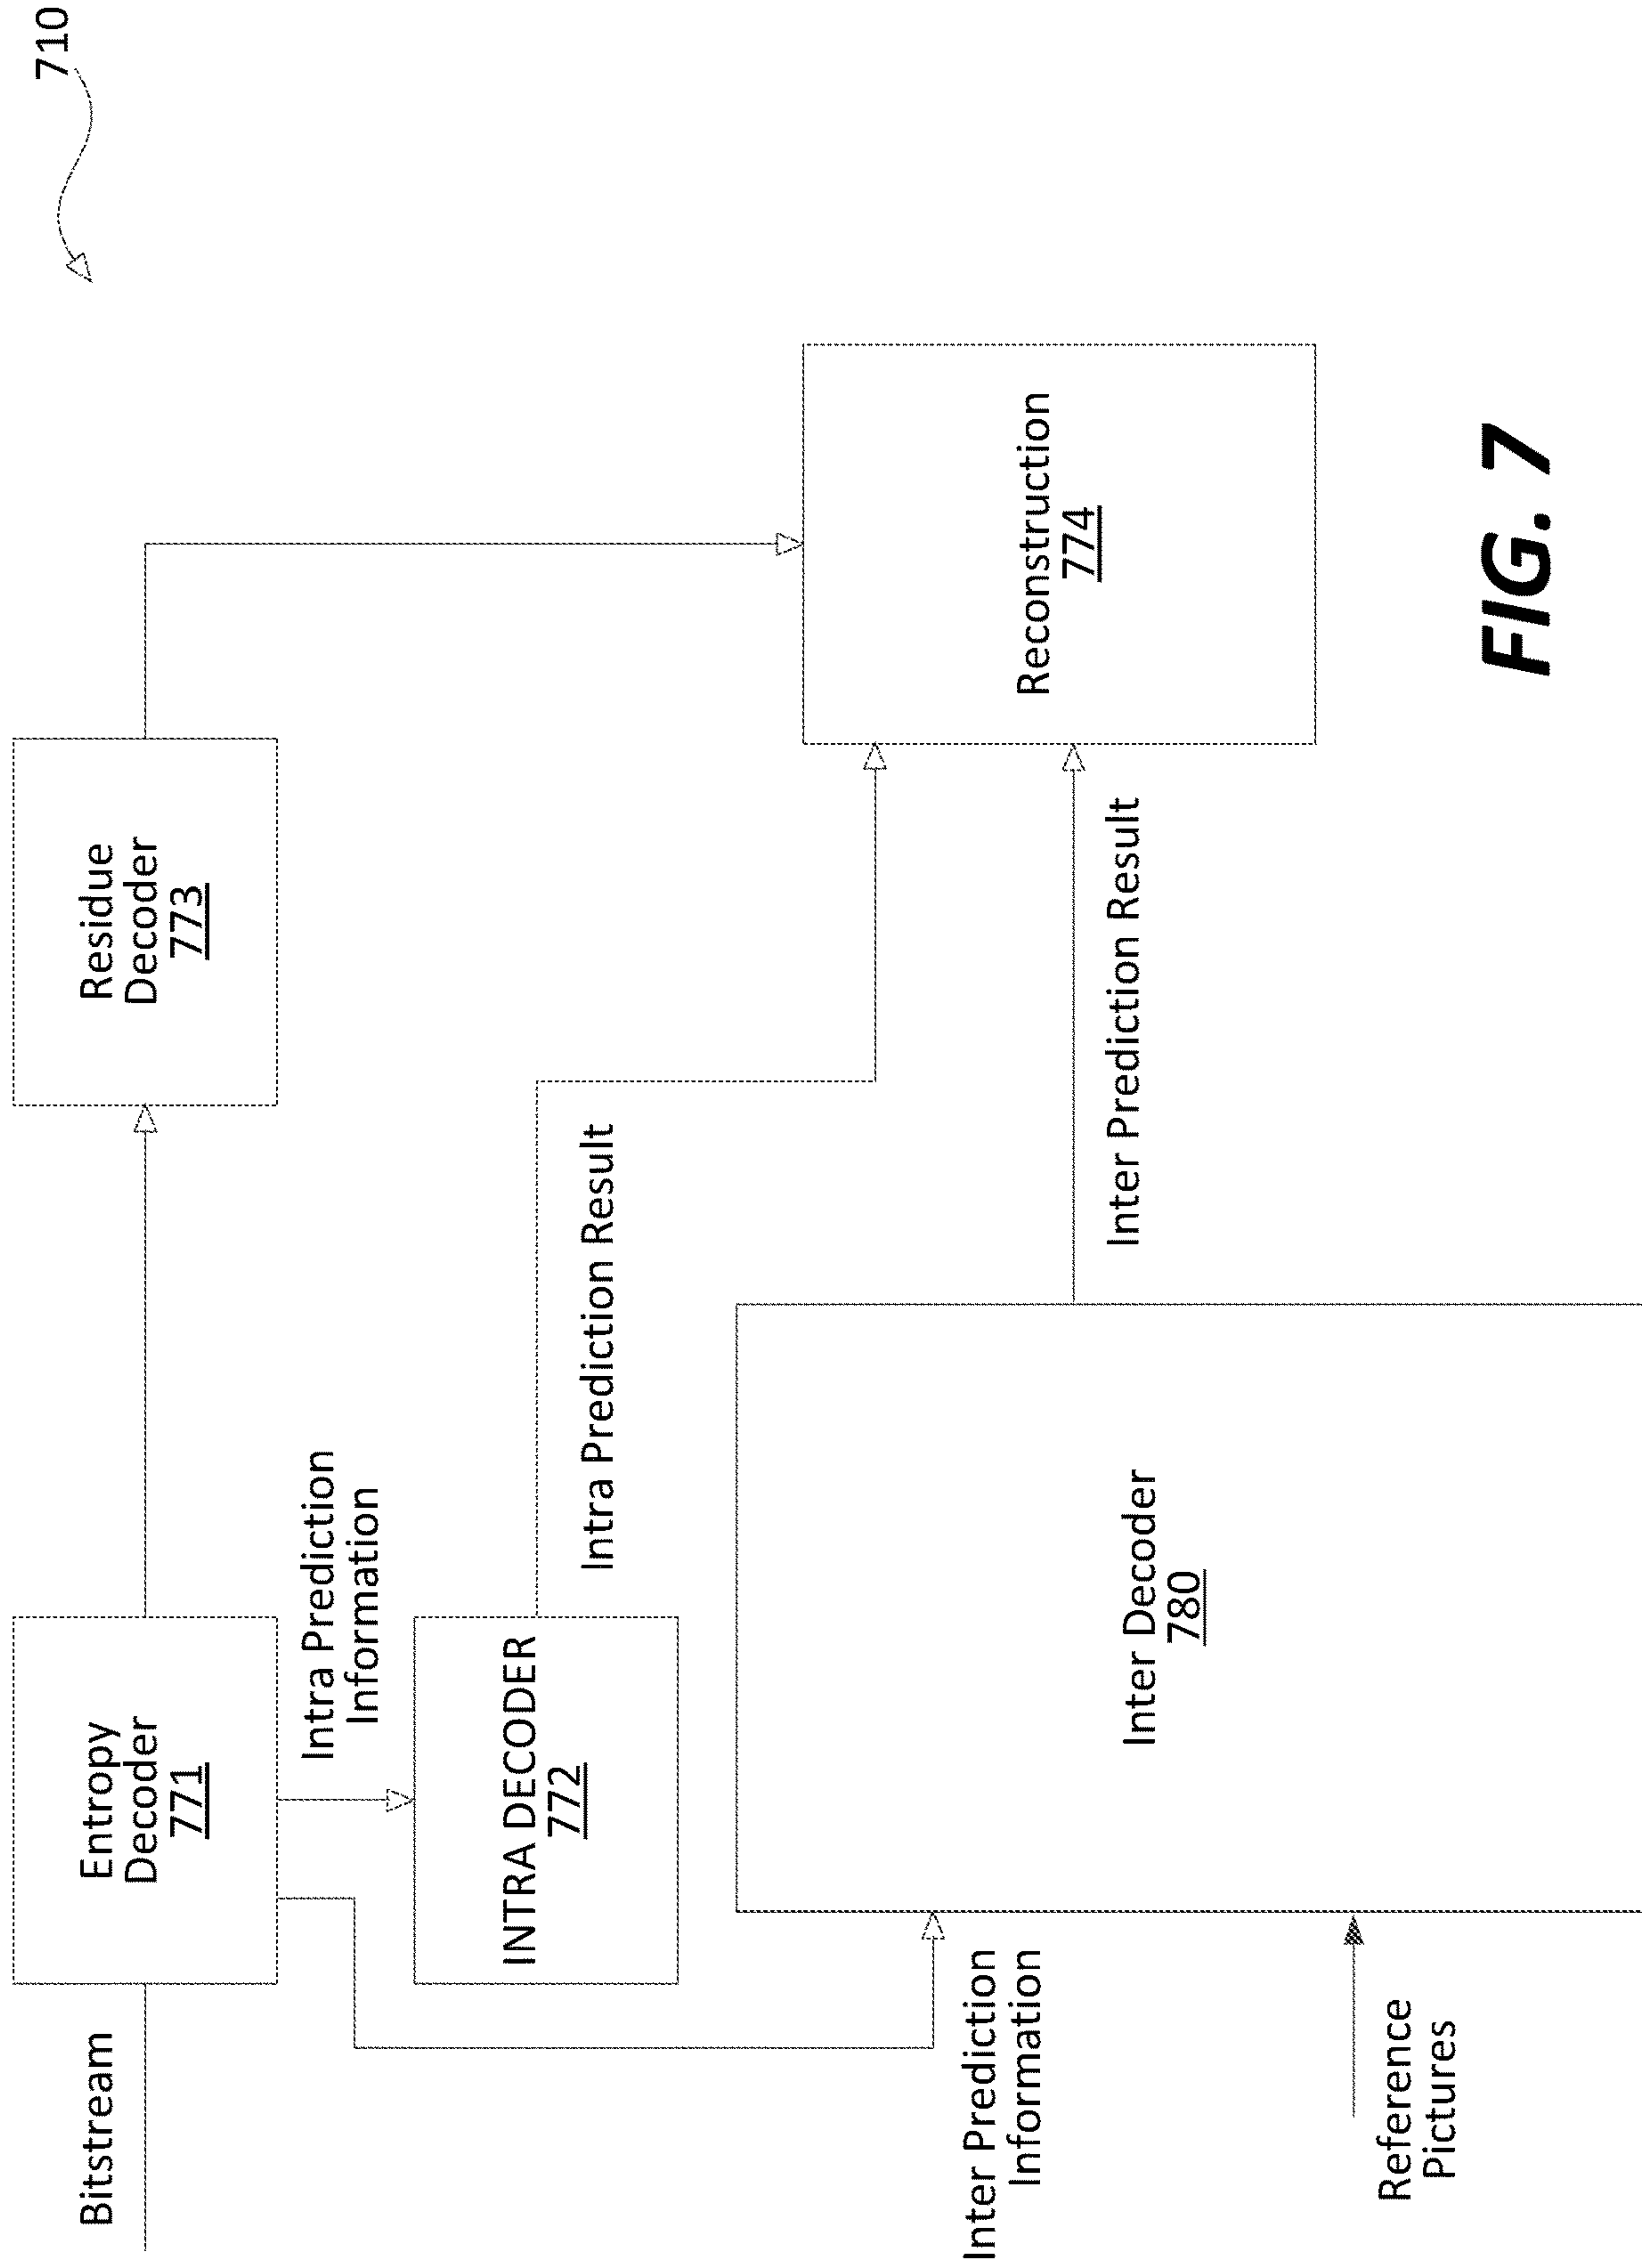 710
Bitstream
Entropy
Decoder
771
Residue
Decoder
773
Intra Prediction
Information
INTRA DECODER
772
Intra Prediction Result
Inter Prediction
Information
Inter Decoder
780
Inter Prediction Result
Reconstruction
774
Reference
Pictures
FIG. 7